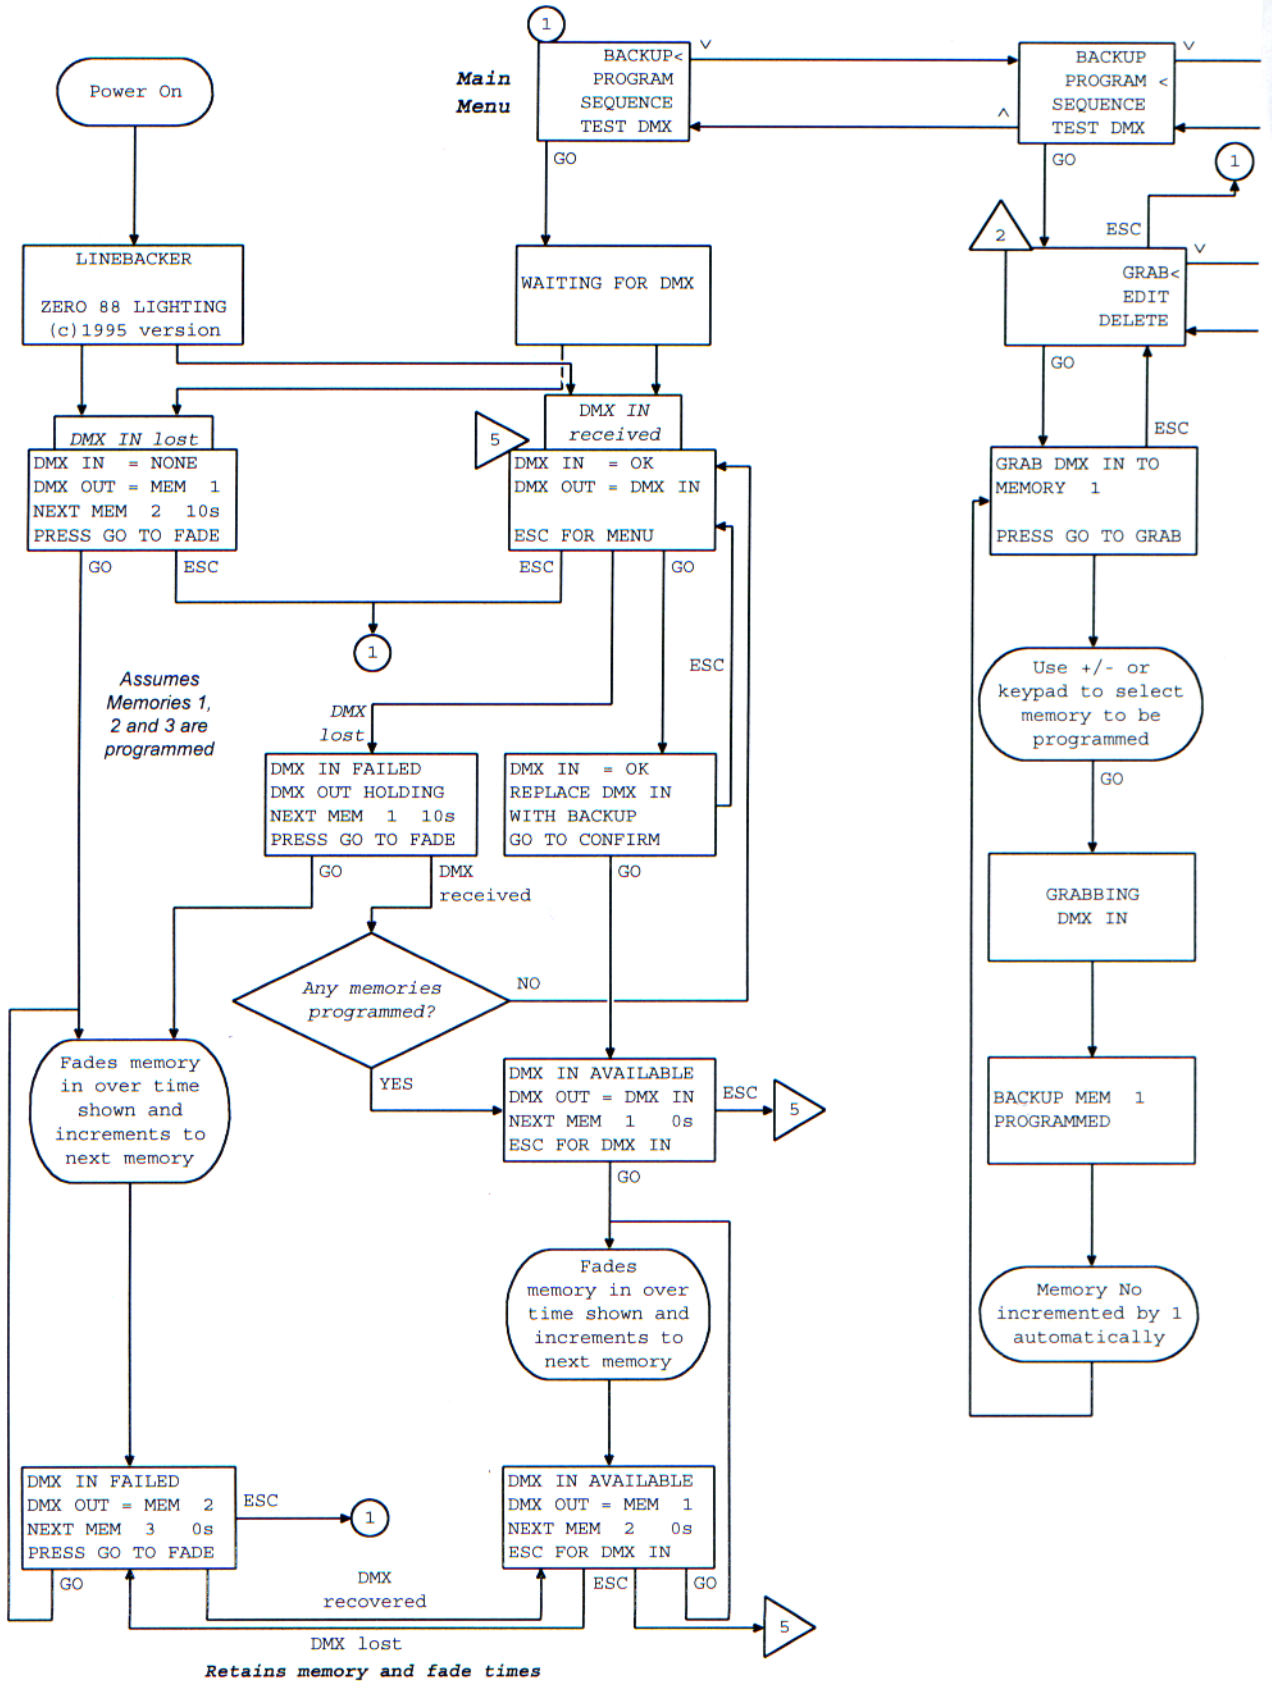 1
Main
Menu
BACKUP<
PROGRAM
SEQUENCE
TEST DMX
V
^
BACKUP
PROGRAM <
SEQUENCE
TEST DMX
V
Power On
GO
GO
1
ESC
2
V
LINEBACKER
ZERO 88 LIGHTING
(c)1995 version
WAITING FOR DMX
GRAB<
EDIT
DELETE
GO
ESC
DMX IN lost
DMX IN = NONE
DMX OUT = MEM 1
NEXT MEM 2 10s
PRESS GO TO FADE
GO
ESC
5
DMX IN
received
DMX IN = OK
DMX OUT = DMX IN
ESC FOR MENU
ESC
GO
GRAB DMX IN TO
MEMORY 1
PRESS GO TO GRAB
1
ESC
Assumes
Memories 1,
2 and 3 are
programmed
DMX
lost
Use +/- or
keypad to select
memory to be
programmed
GO
DMX IN FAILED
DMX OUT HOLDING
NEXT MEM 1 10s
PRESS GO TO FADE
GO
DMX
received
DMX IN = OK
REPLACE DMX IN
WITH BACKUP
GO TO CONFIRM
GO
GRABBING
DMX IN
Any memories
programmed?
NO
YES
Fades memory
in over time
shown and
increments to
next memory
DMX IN AVAILABLE
DMX OUT = DMX IN
NEXT MEM 1 0s
ESC FOR DMX IN
ESC
5
GO
BACKUP MEM 1
PROGRAMMED
Fades
memory in over
time shown and
increments to
next memory
Memory No
incremented by 1
automatically
DMX IN FAILED
DMX OUT = MEM 2
NEXT MEM 3 0s
PRESS GO TO FADE
ESC
1
GO
DMX IN AVAILABLE
DMX OUT = MEM 1
NEXT MEM 2 0s
ESC FOR DMX IN
ESC
GO
5
DMX
recovered
DMX lost
Retains memory and fade times